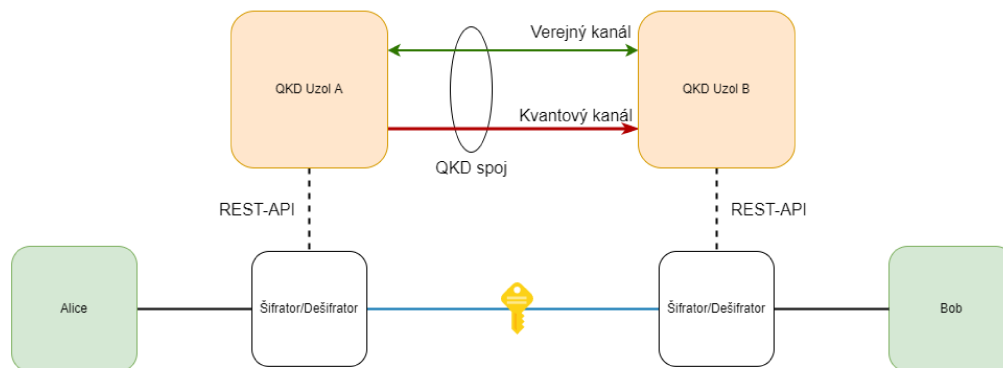 Verejný kanál
QKD Uzol A
QKD Uzol B
Kvantový kanál
QKD spoj
REST-API
REST-API
Alice
Šifrator/Dešifrator
Šifrator/Dešifrator
Bob